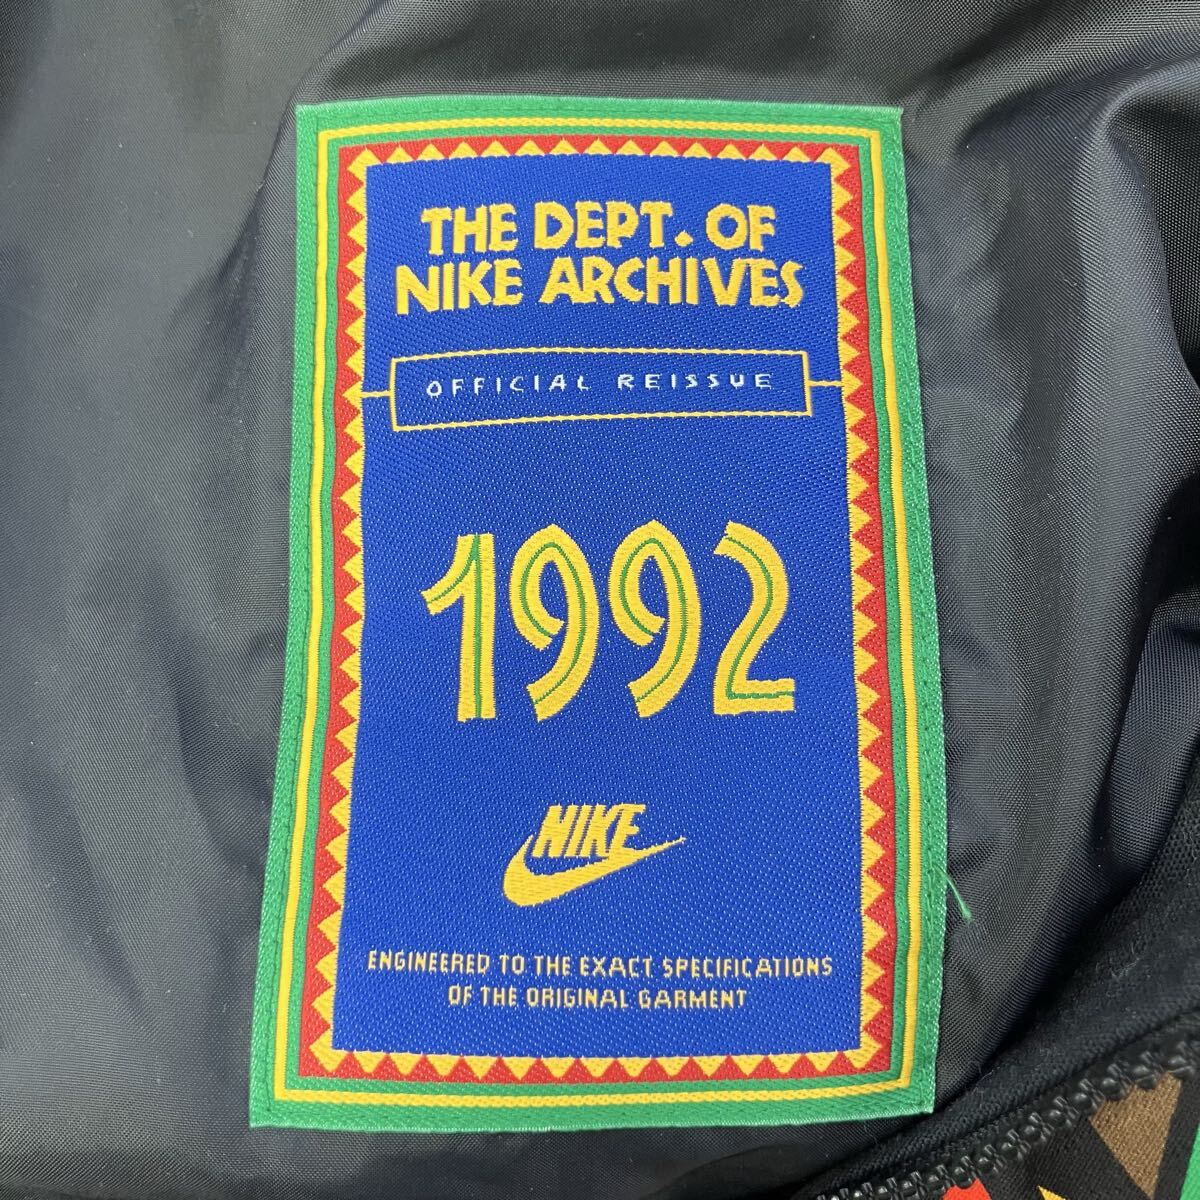 THE DEPT. OF
NIKE ARCHIVES
OFFICIAL REISSUE
1992
NIKE
ENGINEERED TO THE EXACT SPECIFICATIONS
OF THE ORIGINAL GARMENT